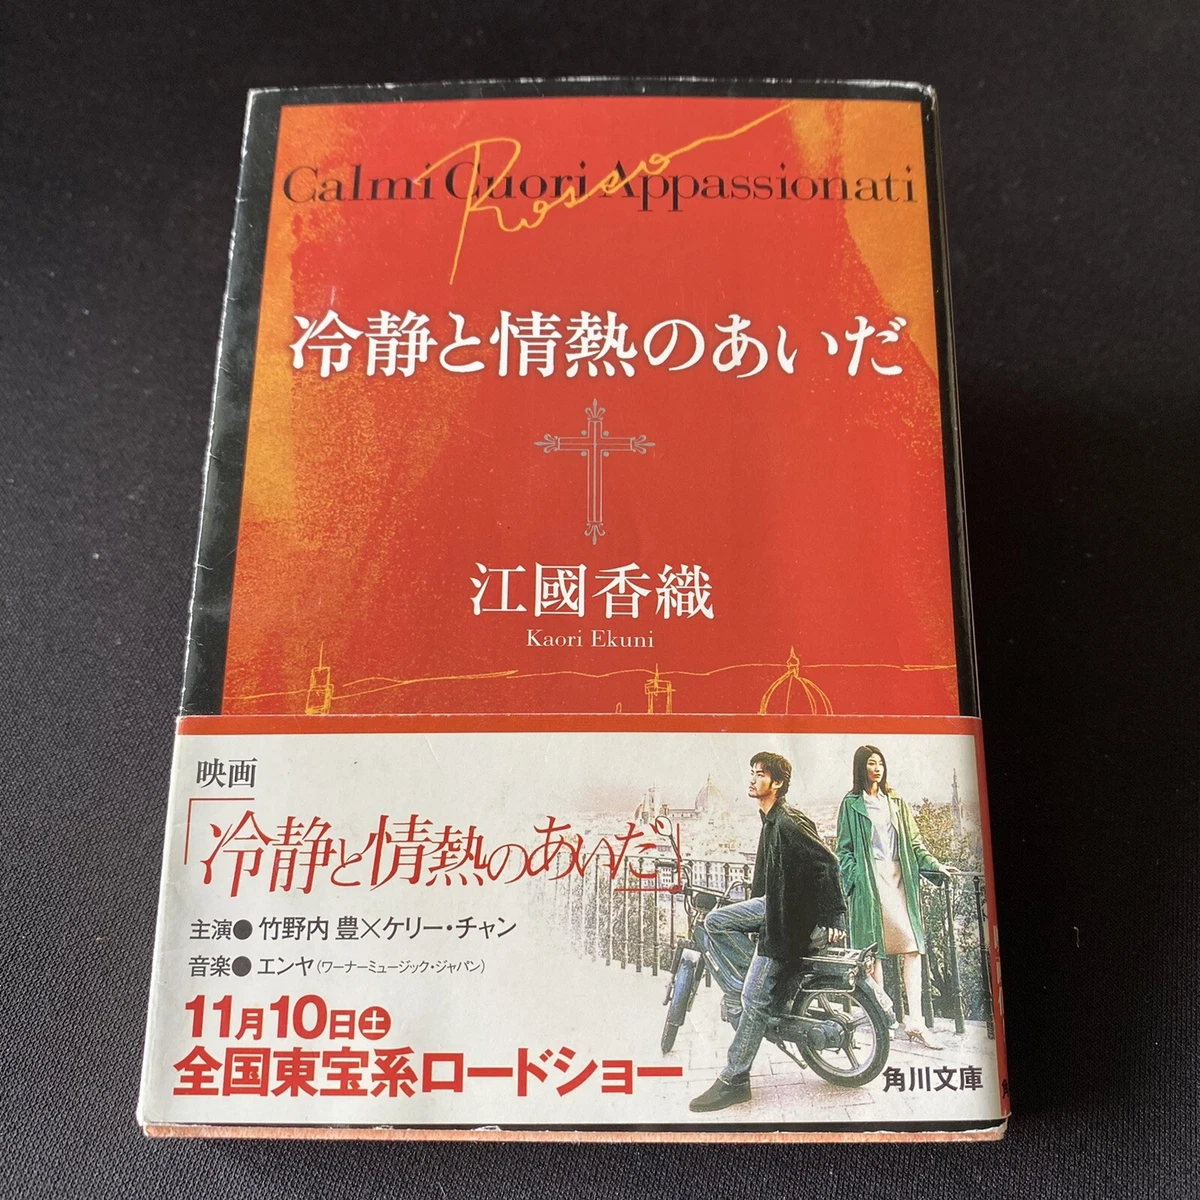 Calmi Cuori Appassionati
Rosso
冷静と情熱のあいだ
江國香織
Kaori Ekuni
映画
「冷静と情熱のあいだ」
主演●竹野内 豊×ケリー・チャン
音楽●エンヤ(ワーナーミュージック・ジャパン)
11月10日㊏
全国東宝系ロードショー
角川文庫